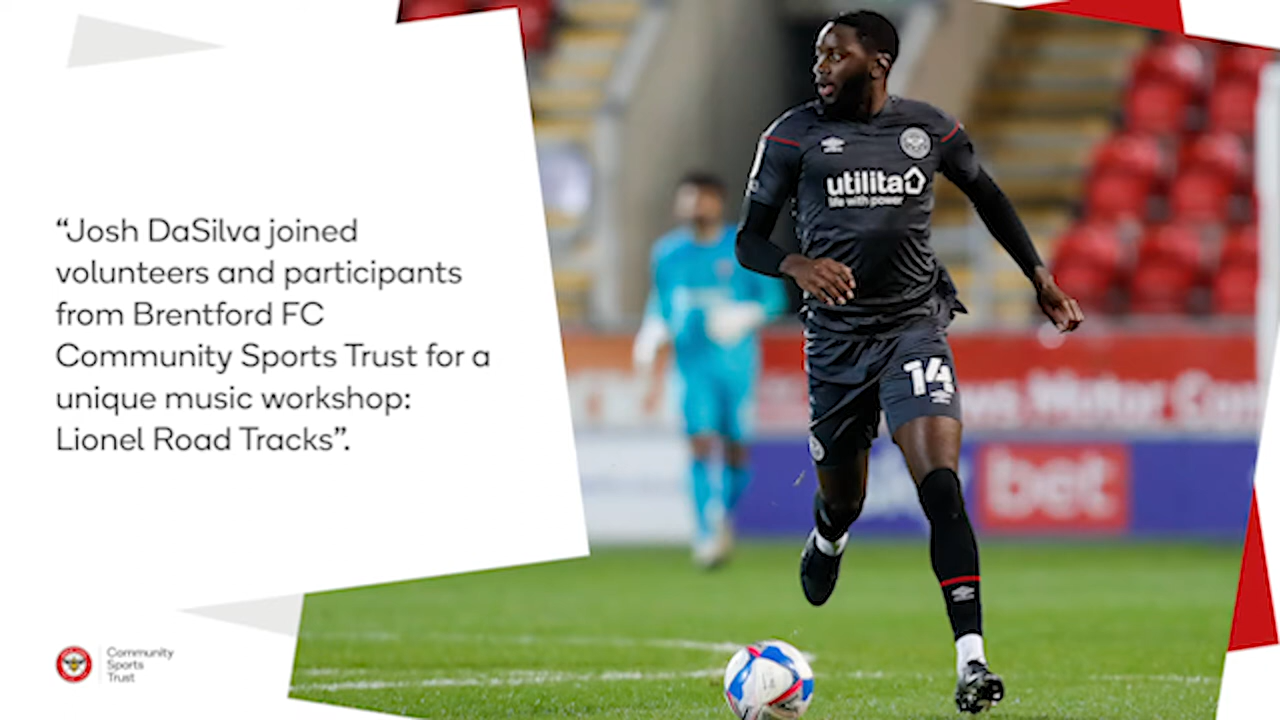 “Josh DaSilva joined
volunteers and participants
from Brentford FC
Community Sports Trust for a
unique music workshop:
Lionel Road Tracks”.
utilita
life with power
14
sky
bet
Community
Sports
Trust